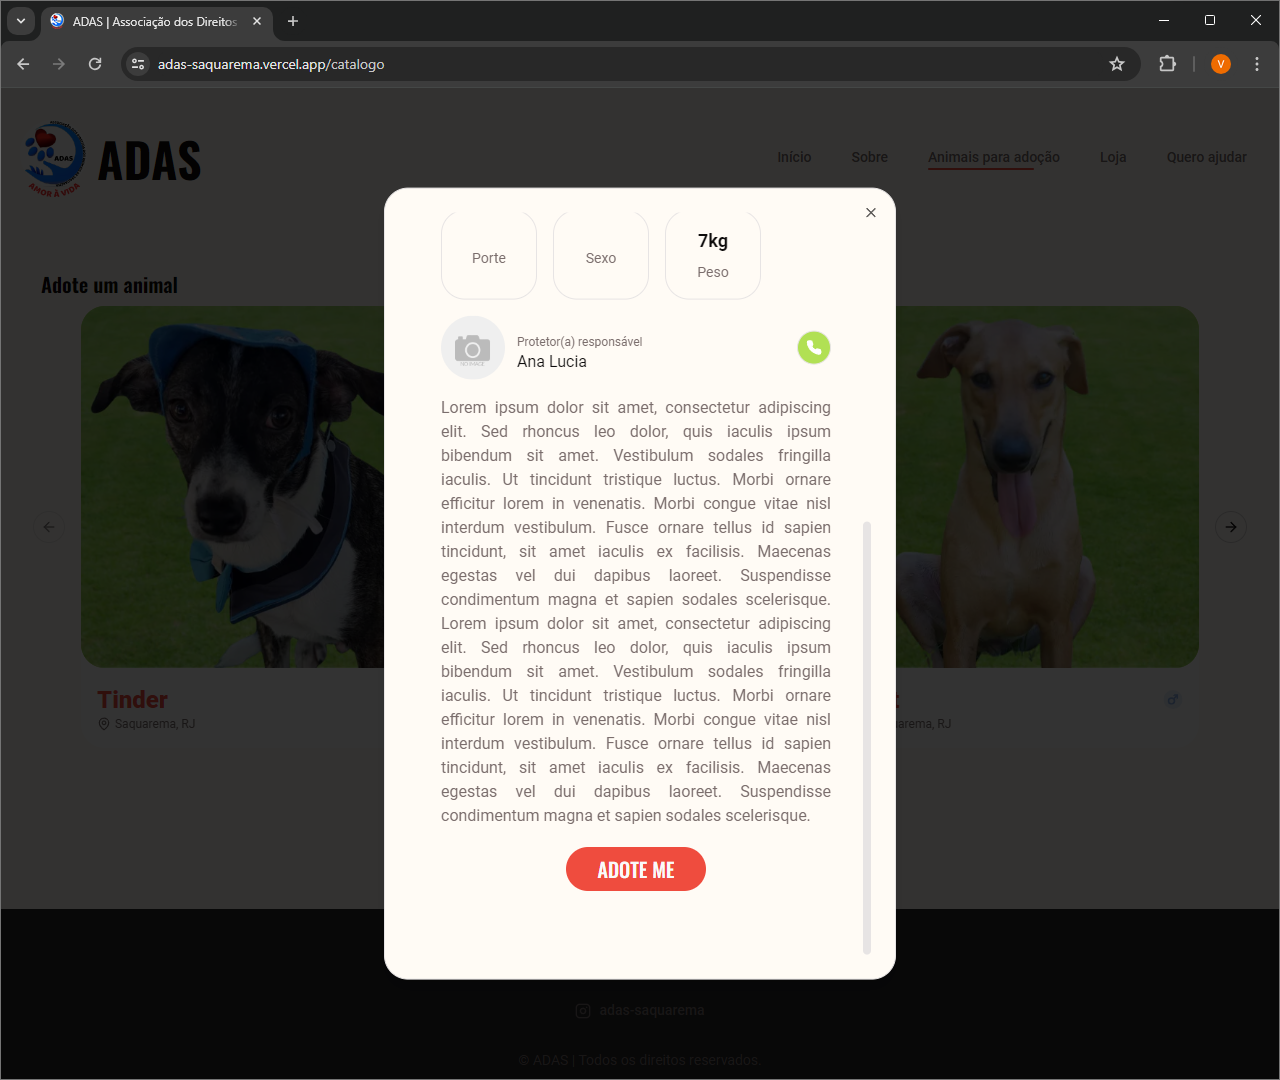 ADAS | Associação dos Direitos
adas-saquarema.vercel.app/catalogo
V
ADAS
AMOR À VIDA
ADAS
Início
Sobre
Animais para adoção
Loja
Quero ajudar
Adote um animal
Porte
Sexo
7kg
Peso
NO IMAGE
Protetor(a) responsável
Ana Lucia
Lorem ipsum dolor sit amet, consectetur adipiscing
elit. Sed rhoncus leo dolor, quis iaculis ipsum
bibendum sit amet. Vestibulum sodales fringilla
iaculis. Ut tincidunt tristique luctus. Morbi ornare
efficitur lorem in venenatis. Morbi congue vitae nisl
interdum vestibulum. Fusce ornare tellus id sapien
tincidunt, sit amet iaculis ex facilisis. Maecenas
egestas vel dui dapibus laoreet. Suspendisse
condimentum magna et sapien sodales scelerisque.
Lorem ipsum dolor sit amet, consectetur adipiscing
elit. Sed rhoncus leo dolor, quis iaculis ipsum
bibendum sit amet. Vestibulum sodales fringilla
iaculis. Ut tincidunt tristique luctus. Morbi ornare
efficitur lorem in venenatis. Morbi congue vitae nisl
interdum vestibulum. Fusce ornare tellus id sapien
tincidunt, sit amet iaculis ex facilisis. Maecenas
egestas vel dui dapibus laoreet. Suspendisse
condimentum magna et sapien sodales scelerisque.
ADOTE ME
Tinder
Saquarema, RJ
t
arema, RJ
adas-saquarema
© ADAS | Todos os direitos reservados.